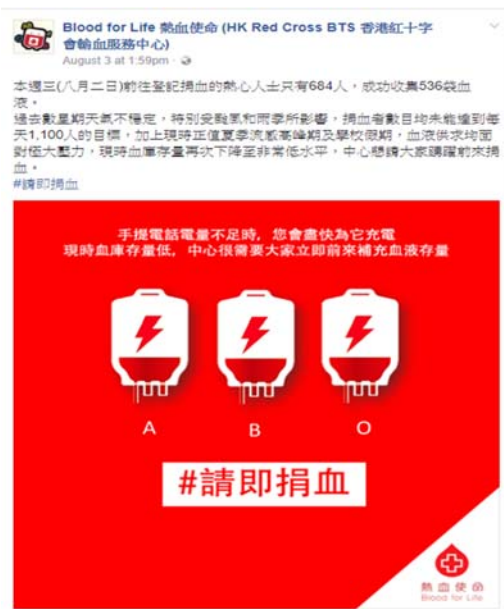 Blood for Life 熱血使命 (HK Red Cross BTS 香港紅十字
會輸血服務中心)
August 3 at 1:59pm ·
本週三(八月二日)前往登記捐血的熱心人士只有684人，成功收集536袋血
液。
過去數星期天氣不穩定，特別受颱風和雨季所影響，捐血者數目均未能達到每
天1,100人的目標，加上現時正值夏季流感高峰期及學校假期，血液供求均面
對極大壓力，現時血庫存量再次下降至非常低水平，中心懇請大家踴躍前來捐
血。
#請即捐血
手提電話電量不足時，您會盡快為它充電
現時血庫存量低，中心很需要大家立即前來補充血液存量
A B O
#請即捐血
熱血使命
Blood for Life